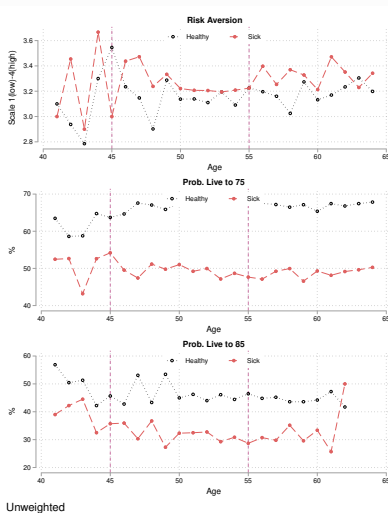 Risk Aversion
Healthy Sick
Scale 1(low)-4(high)
3.6
3.4
3.2
3.0
2.8
40 45 50 55 60 65
Age
Prob. Live to 75
Healthy Sick
%
70
60
50
40
40 45 50 55 60 65
Age
Prob. Live to 85
Healthy Sick
%
60
50
40
30
20
40 45 50 55 60 65
Age
Unweighted